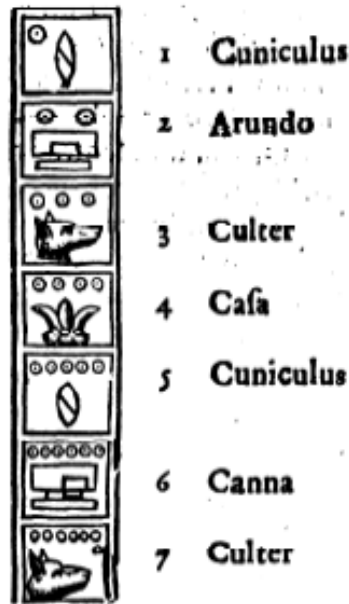 1 Cuniculus
2 Arundo
3 Culter
4 Caſa
5 Cuniculus
6 Canna
7 Culter